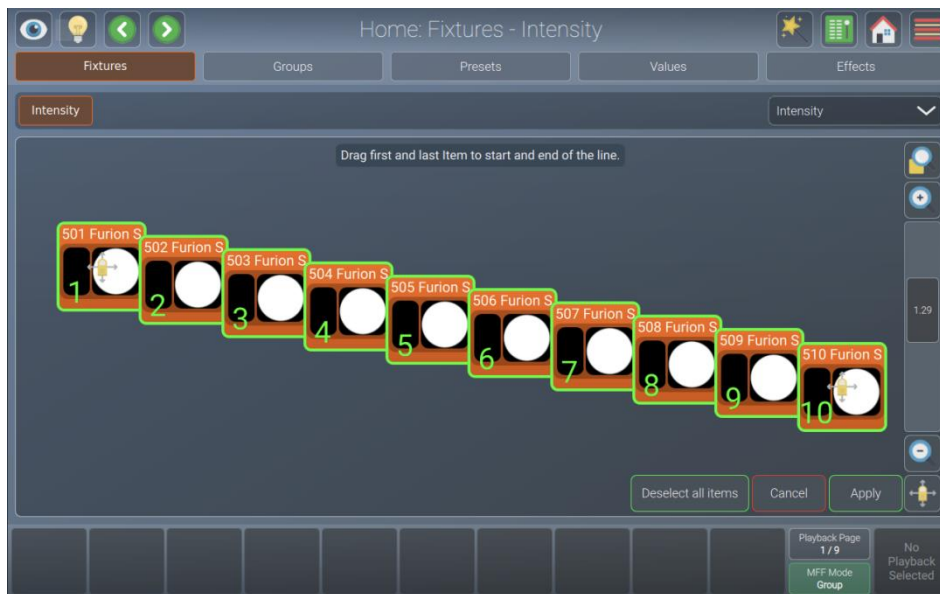 Home: Fixtures - Intensity
Fixtures
Groups
Presets
Values
Effects
Intensity
Intensity
Drag first and last Item to start and end of the line.
501 Furion S
1
502 Furion S
2
503 Furion S
3
504 Furion S
4
505 Furion S
5
506 Furion S
6
507 Furion S
7
508 Furion S
8
509 Furion S
9
510 Furion S
10
1.29
Deselect all items
Cancel
Apply
Playback Page
1 / 9
MFF Mode
Group
No
Playback
Selected